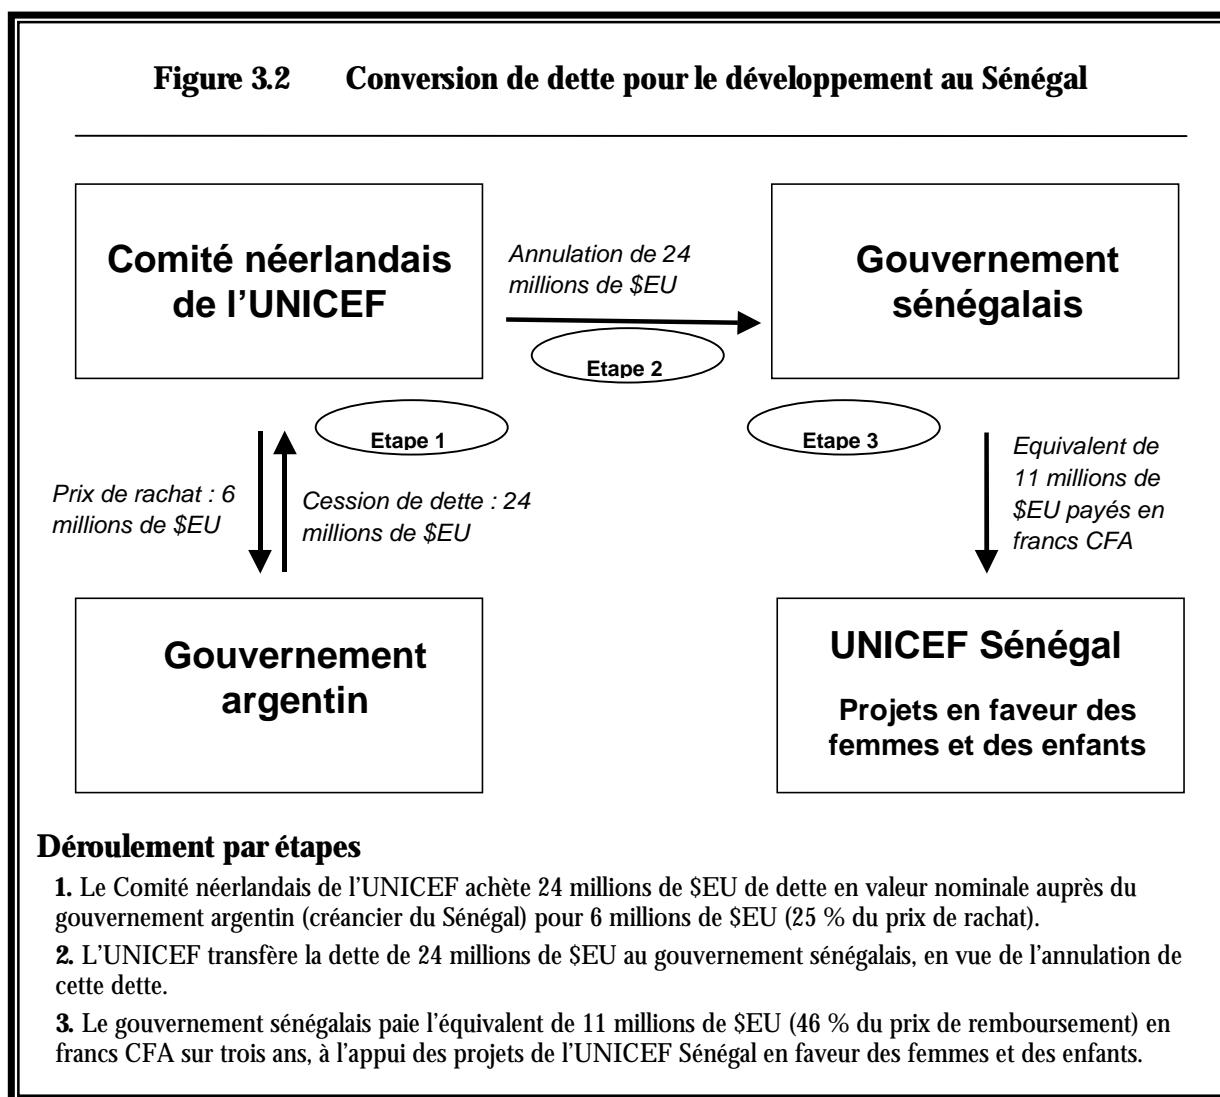 Figure 3.2 Conversion de dette pour le développement au Sénégal
Comité néerlandais
de l’UNICEF
Annulation de 24
millions de $EU
Gouvernement
sénégalais
Etape 2
Etape 1
Etape 3
Prix de rachat : 6
millions de $EU
Cession de dette : 24
millions de $EU
Equivalent de
11 millions de
$EU payés en
francs CFA
Gouvernement
argentin
UNICEF Sénégal
Projets en faveur des
femmes et des enfants
Déroulement par étapes
1. Le Comité néerlandais de l’UNICEF achète 24 millions de $EU de dette en valeur nominale auprès du
gouvernement argentin (créancier du Sénégal) pour 6 millions de $EU (25 % du prix de rachat).
2. L’UNICEF transfère la dette de 24 millions de $EU au gouvernement sénégalais, en vue de l’annulation de
cette dette.
3. Le gouvernement sénégalais paie l’équivalent de 11 millions de $EU (46 % du prix de remboursement) en
francs CFA sur trois ans, à l’appui des projets de l’UNICEF Sénégal en faveur des femmes et des enfants.